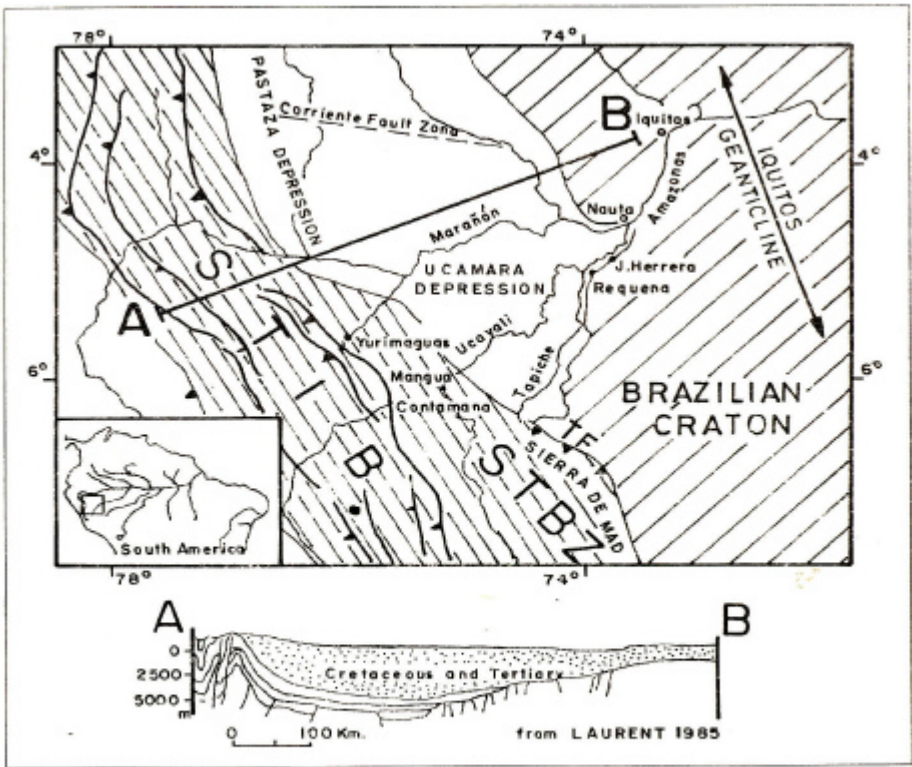 78°
74°
PASTAZA DEPRESSION
Corriente Fault Zona
B
Iquitos
4°
4°
IQUITOS
GEANTICLINE
Nauta
Amazonas
Marañón
S
T
I
B
UCAMARA
DEPRESSION
J. Herrera
Requena
A
Yurimaguas
Ucayali
Tapiche
6°
6°
Mangua
Contamana
BRAZILIAN
CRATON
TF
SIERRA DE MAD
S T B Z
South America
78°
74°
A
B
0
2500
5000
m
Cretaceous and Tertiary
0 100 Km.
from LAURENT 1985